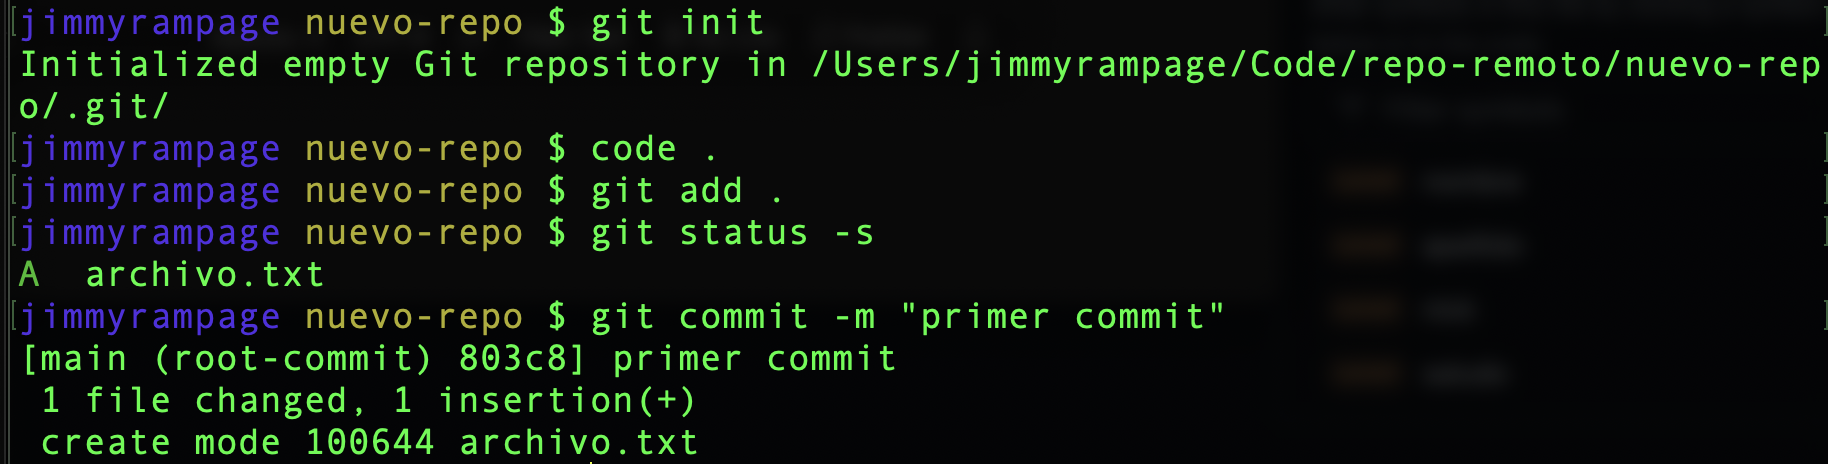 jimmyrampage nuevo-repo $ git init
Initialized empty Git repository in /Users/jimmyrampage/Code/repo-remoto/nuevo-rep
o/.git/
jimmyrampage nuevo-repo $ code .
jimmyrampage nuevo-repo $ git add .
jimmyrampage nuevo-repo $ git status -s
A  archivo.txt
jimmyrampage nuevo-repo $ git commit -m "primer commit"
[main (root-commit) 803c8] primer commit
 1 file changed, 1 insertion(+)
 create mode 100644 archivo.txt